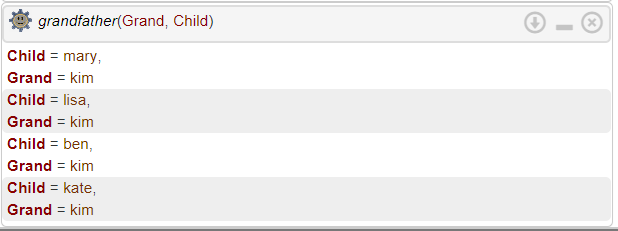 grandfather(Grand, Child)
Child = mary,
Grand = kim
Child = lisa,
Grand = kim
Child = ben,
Grand = kim
Child = kate,
Grand = kim